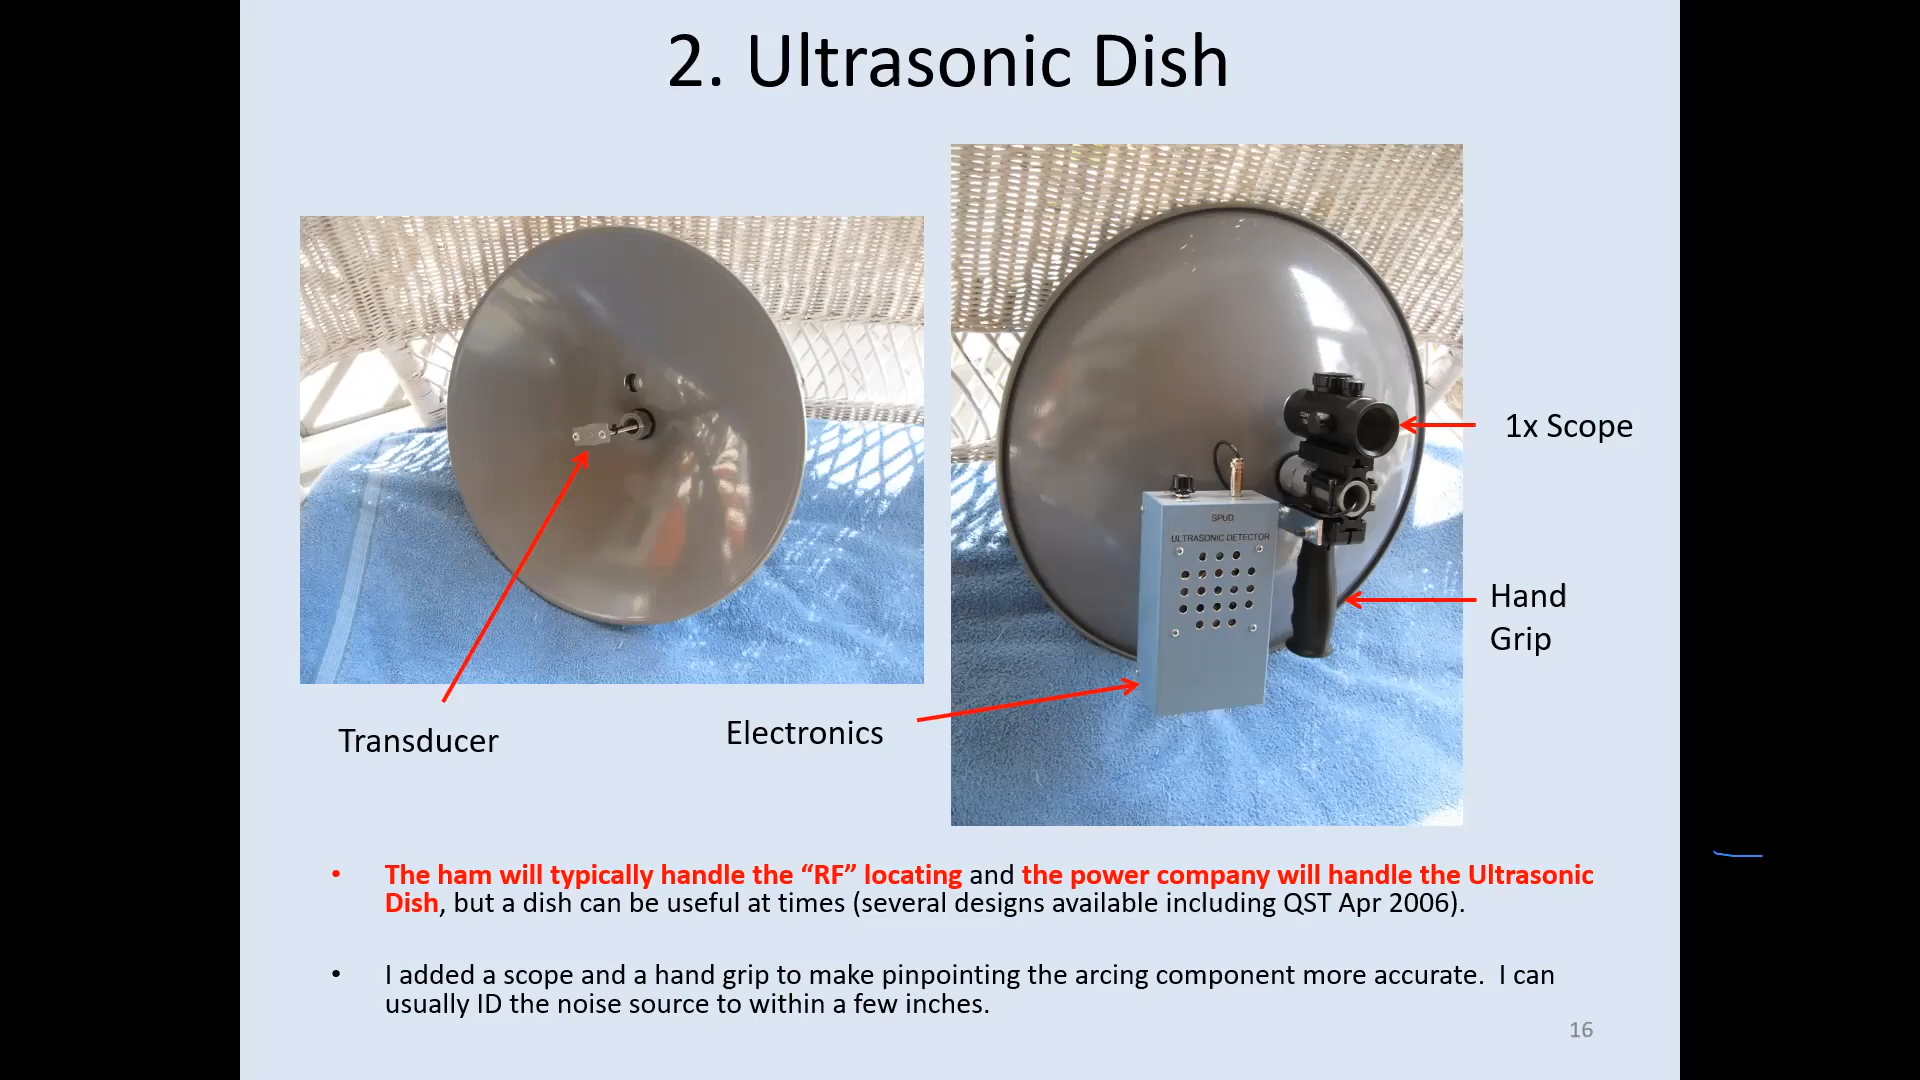 2. Ultrasonic Dish
1x Scope
SPUD
ULTRASONIC DETECTOR
Hand
Grip
Transducer
Electronics
• The ham will typically handle the “RF” locating and the power company will handle the Ultrasonic
Dish, but a dish can be useful at times (several designs available including QST Apr 2006).
• I added a scope and a hand grip to make pinpointing the arcing component more accurate.  I can
usually ID the noise source to within a few inches.
16